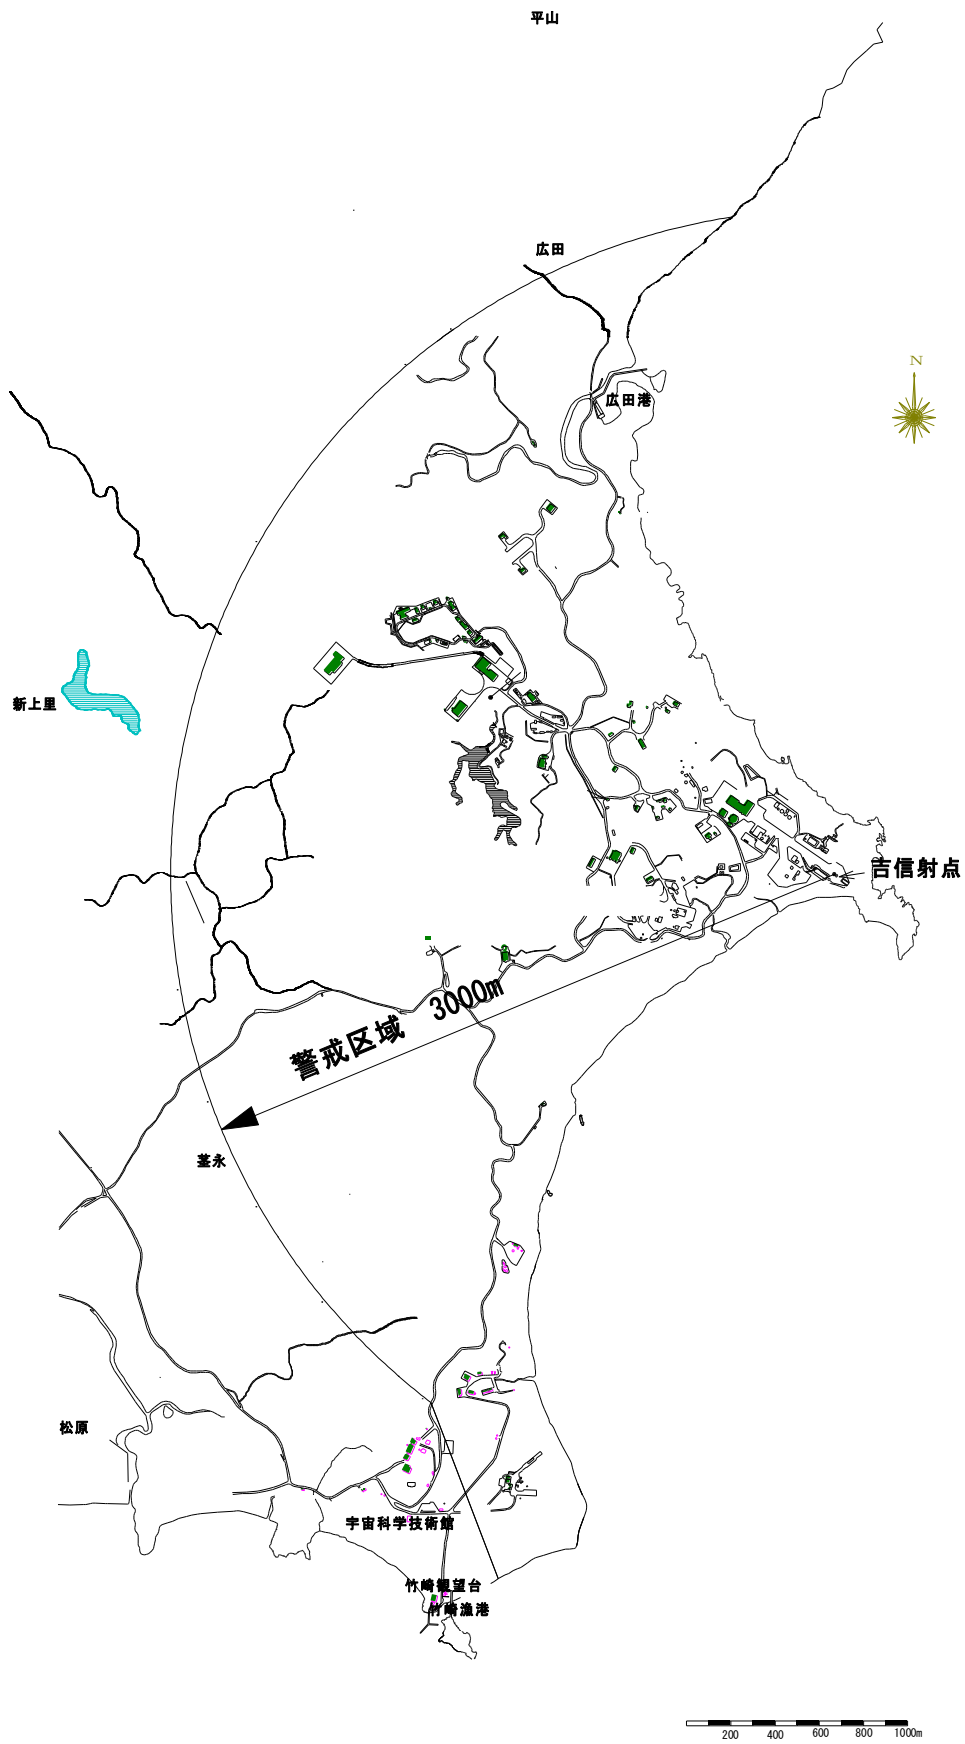 平山
広田
N
広田港
新上里
吉信射点
警戒区域 3000m
茎永
松原
宇宙科学技術館
竹崎観望台
竹崎漁港
200 400 600 800 1000m